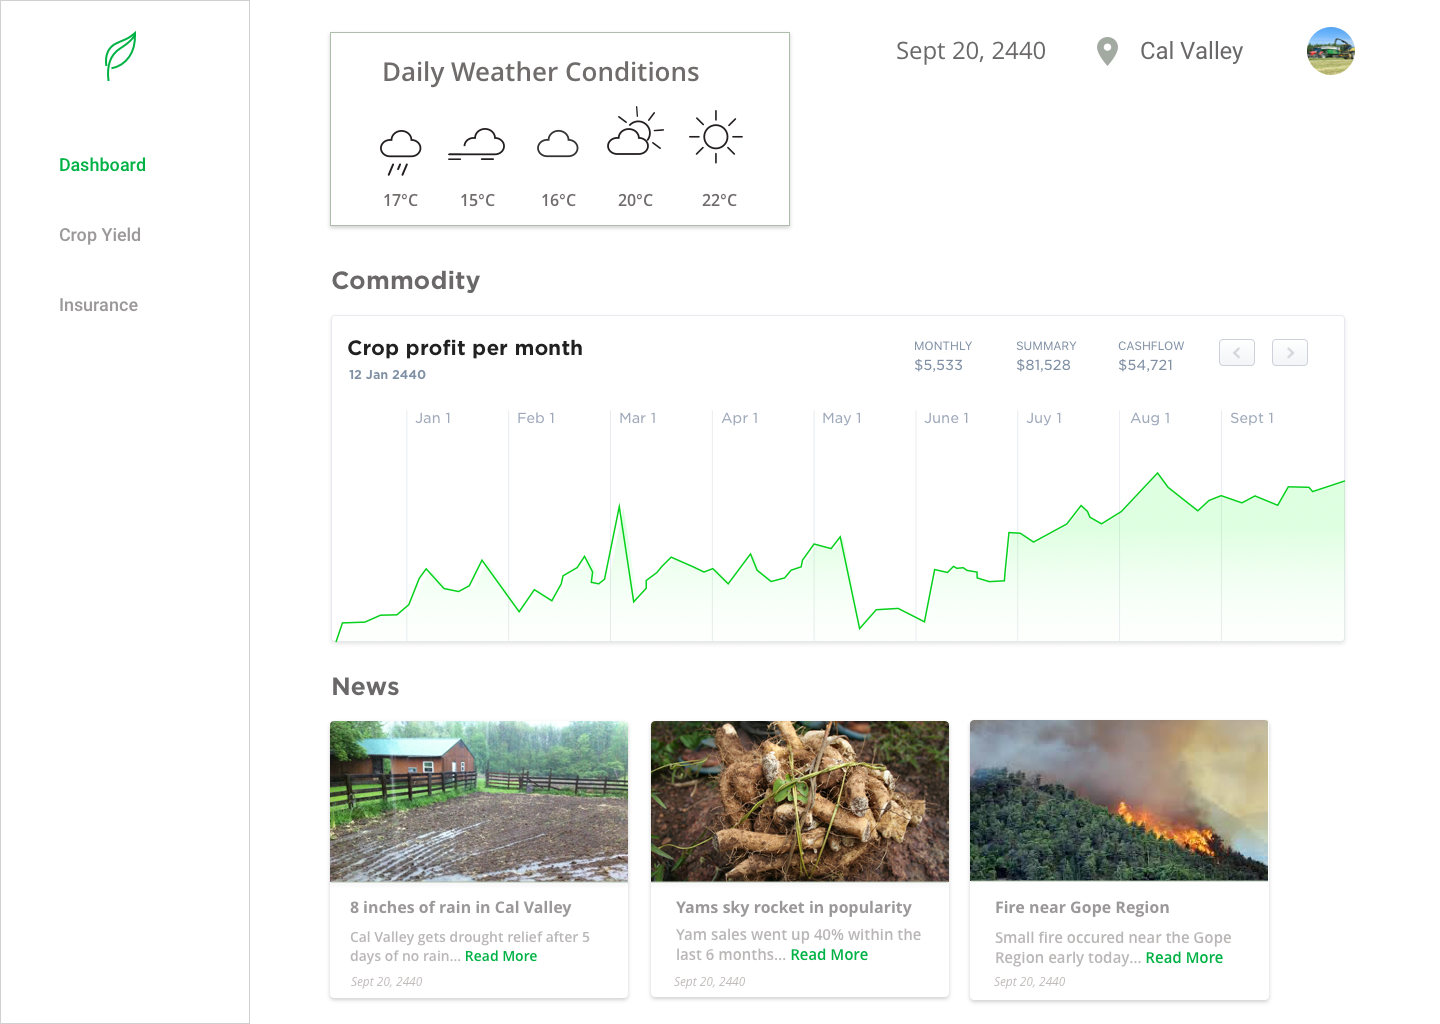 Dashboard
Crop Yield
Insurance
Daily Weather Conditions
17°C 15°C 16°C 20°C 22°C
Sept 20, 2440
Cal Valley
Commodity
Crop profit per month
12 Jan 2440
MONTHLY SUMMARY CASHFLOW
$5,533 $81,528 $54,721
Jan 1 Feb 1 Mar 1 Apr 1 May 1 June 1 Juy 1 Aug 1 Sept 1
News
8 inches of rain in Cal Valley
Cal Valley gets drought relief after 5
days of no rain... Read More
Sept 20, 2440
Yams sky rocket in popularity
Yam sales went up 40% within the
last 6 months... Read More
Sept 20, 2440
Fire near Gope Region
Small fire occured near the Gope
Region early today... Read More
Sept 20, 2440